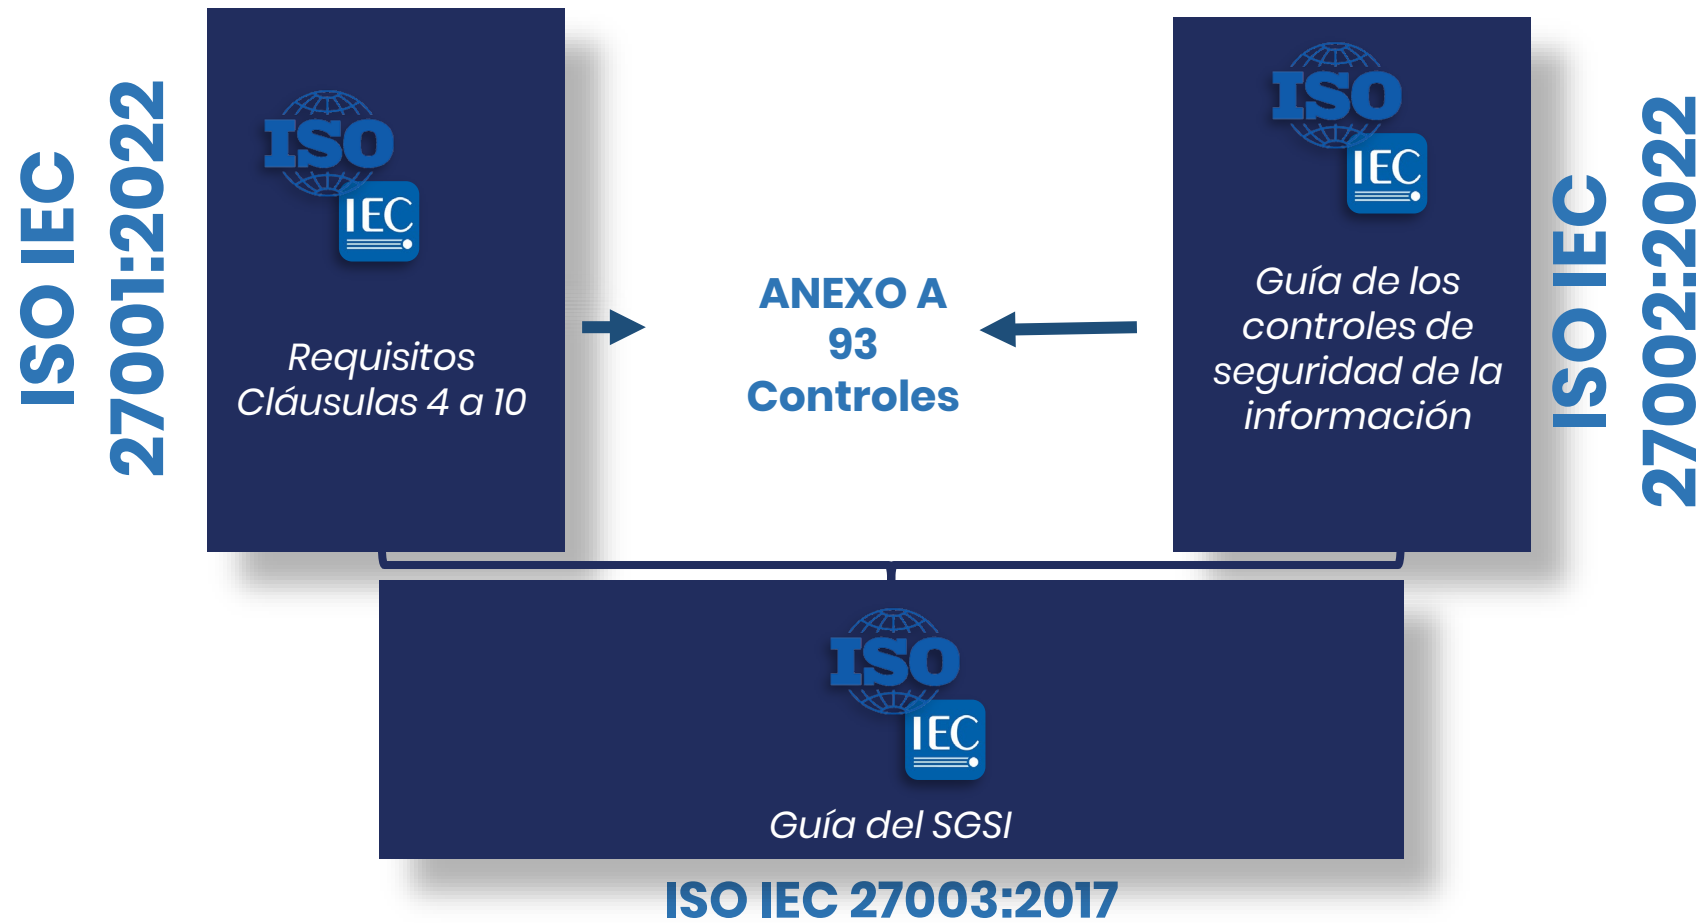 ISO IEC
27001:2022
ISO
IEC
Requisitos
Cláusulas 4 a 10
ANEXO A
93
Controles
ISO
IEC
Guía de los
controles de
seguridad de la
información
ISO IEC
27002:2022
ISO
IEC
Guía del SGSI
ISO IEC 27003:2017